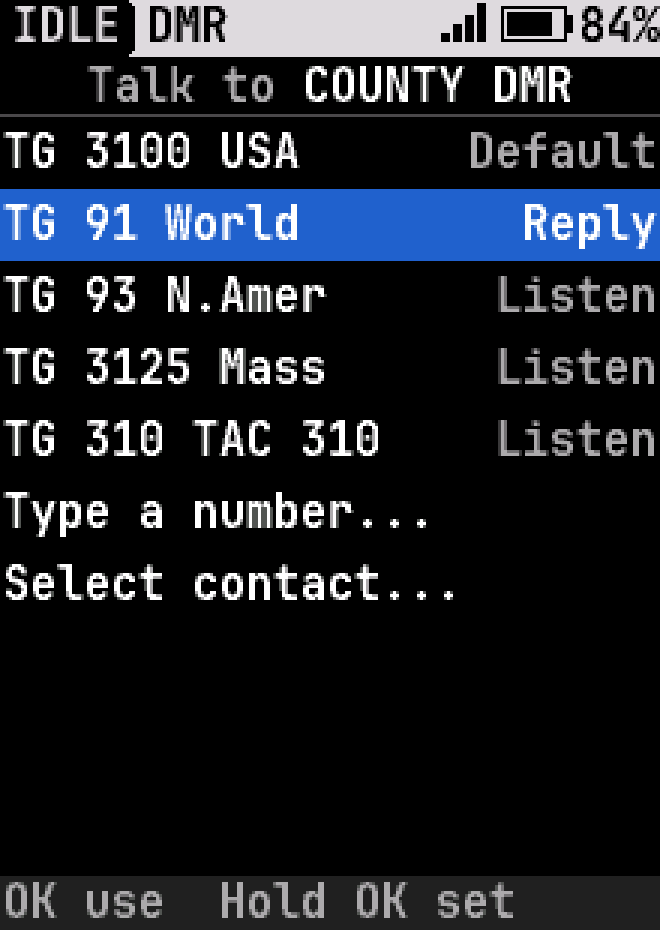 IDLE DMR 84%
Talk to COUNTY DMR
TG 3100 USA Default
TG 91 World Reply
TG 93 N.Amer Listen
TG 3125 Mass Listen
TG 310 TAC 310 Listen
Type a number...
Select contact...
OK use Hold OK set